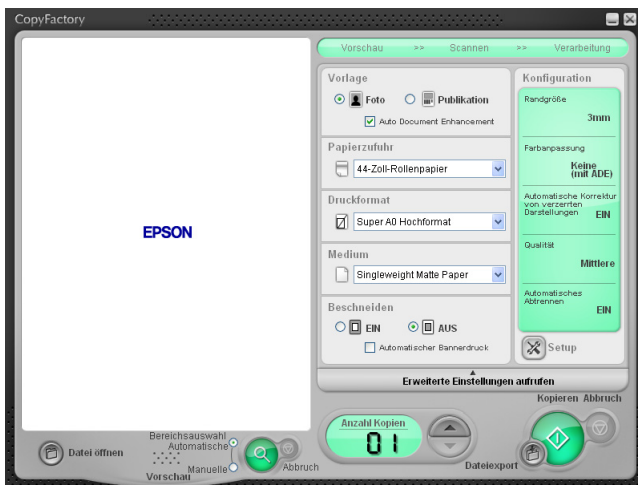 CopyFactory
EPSON
Vorschau >> Scannen >> Verarbeitung
Vorlage
Foto
Publikation
Auto Document Enhancement
Papierzufuhr
44-Zoll-Rollenpapier
Druckformat
Super A0 Hochformat
Medium
Singleweight Matte Paper
Beschneiden
EIN
AUS
Automatischer Bannerdruck
Konfiguration
Randgröße
3mm
Farbanpassung
Keine
(mit ADE)
Automatische Korrektur
von verzerrten
Darstellungen EIN
Qualität
Mittlere
Automatisches
Abtrennen
EIN
Setup
Erweiterte Einstellungen aufrufen
Datei öffnen
Bereichsauswahl
Automatische
Manuelle
Vorschau
Abbruch
Anzahl Kopien
01
Kopieren Abbruch
Dateiexport